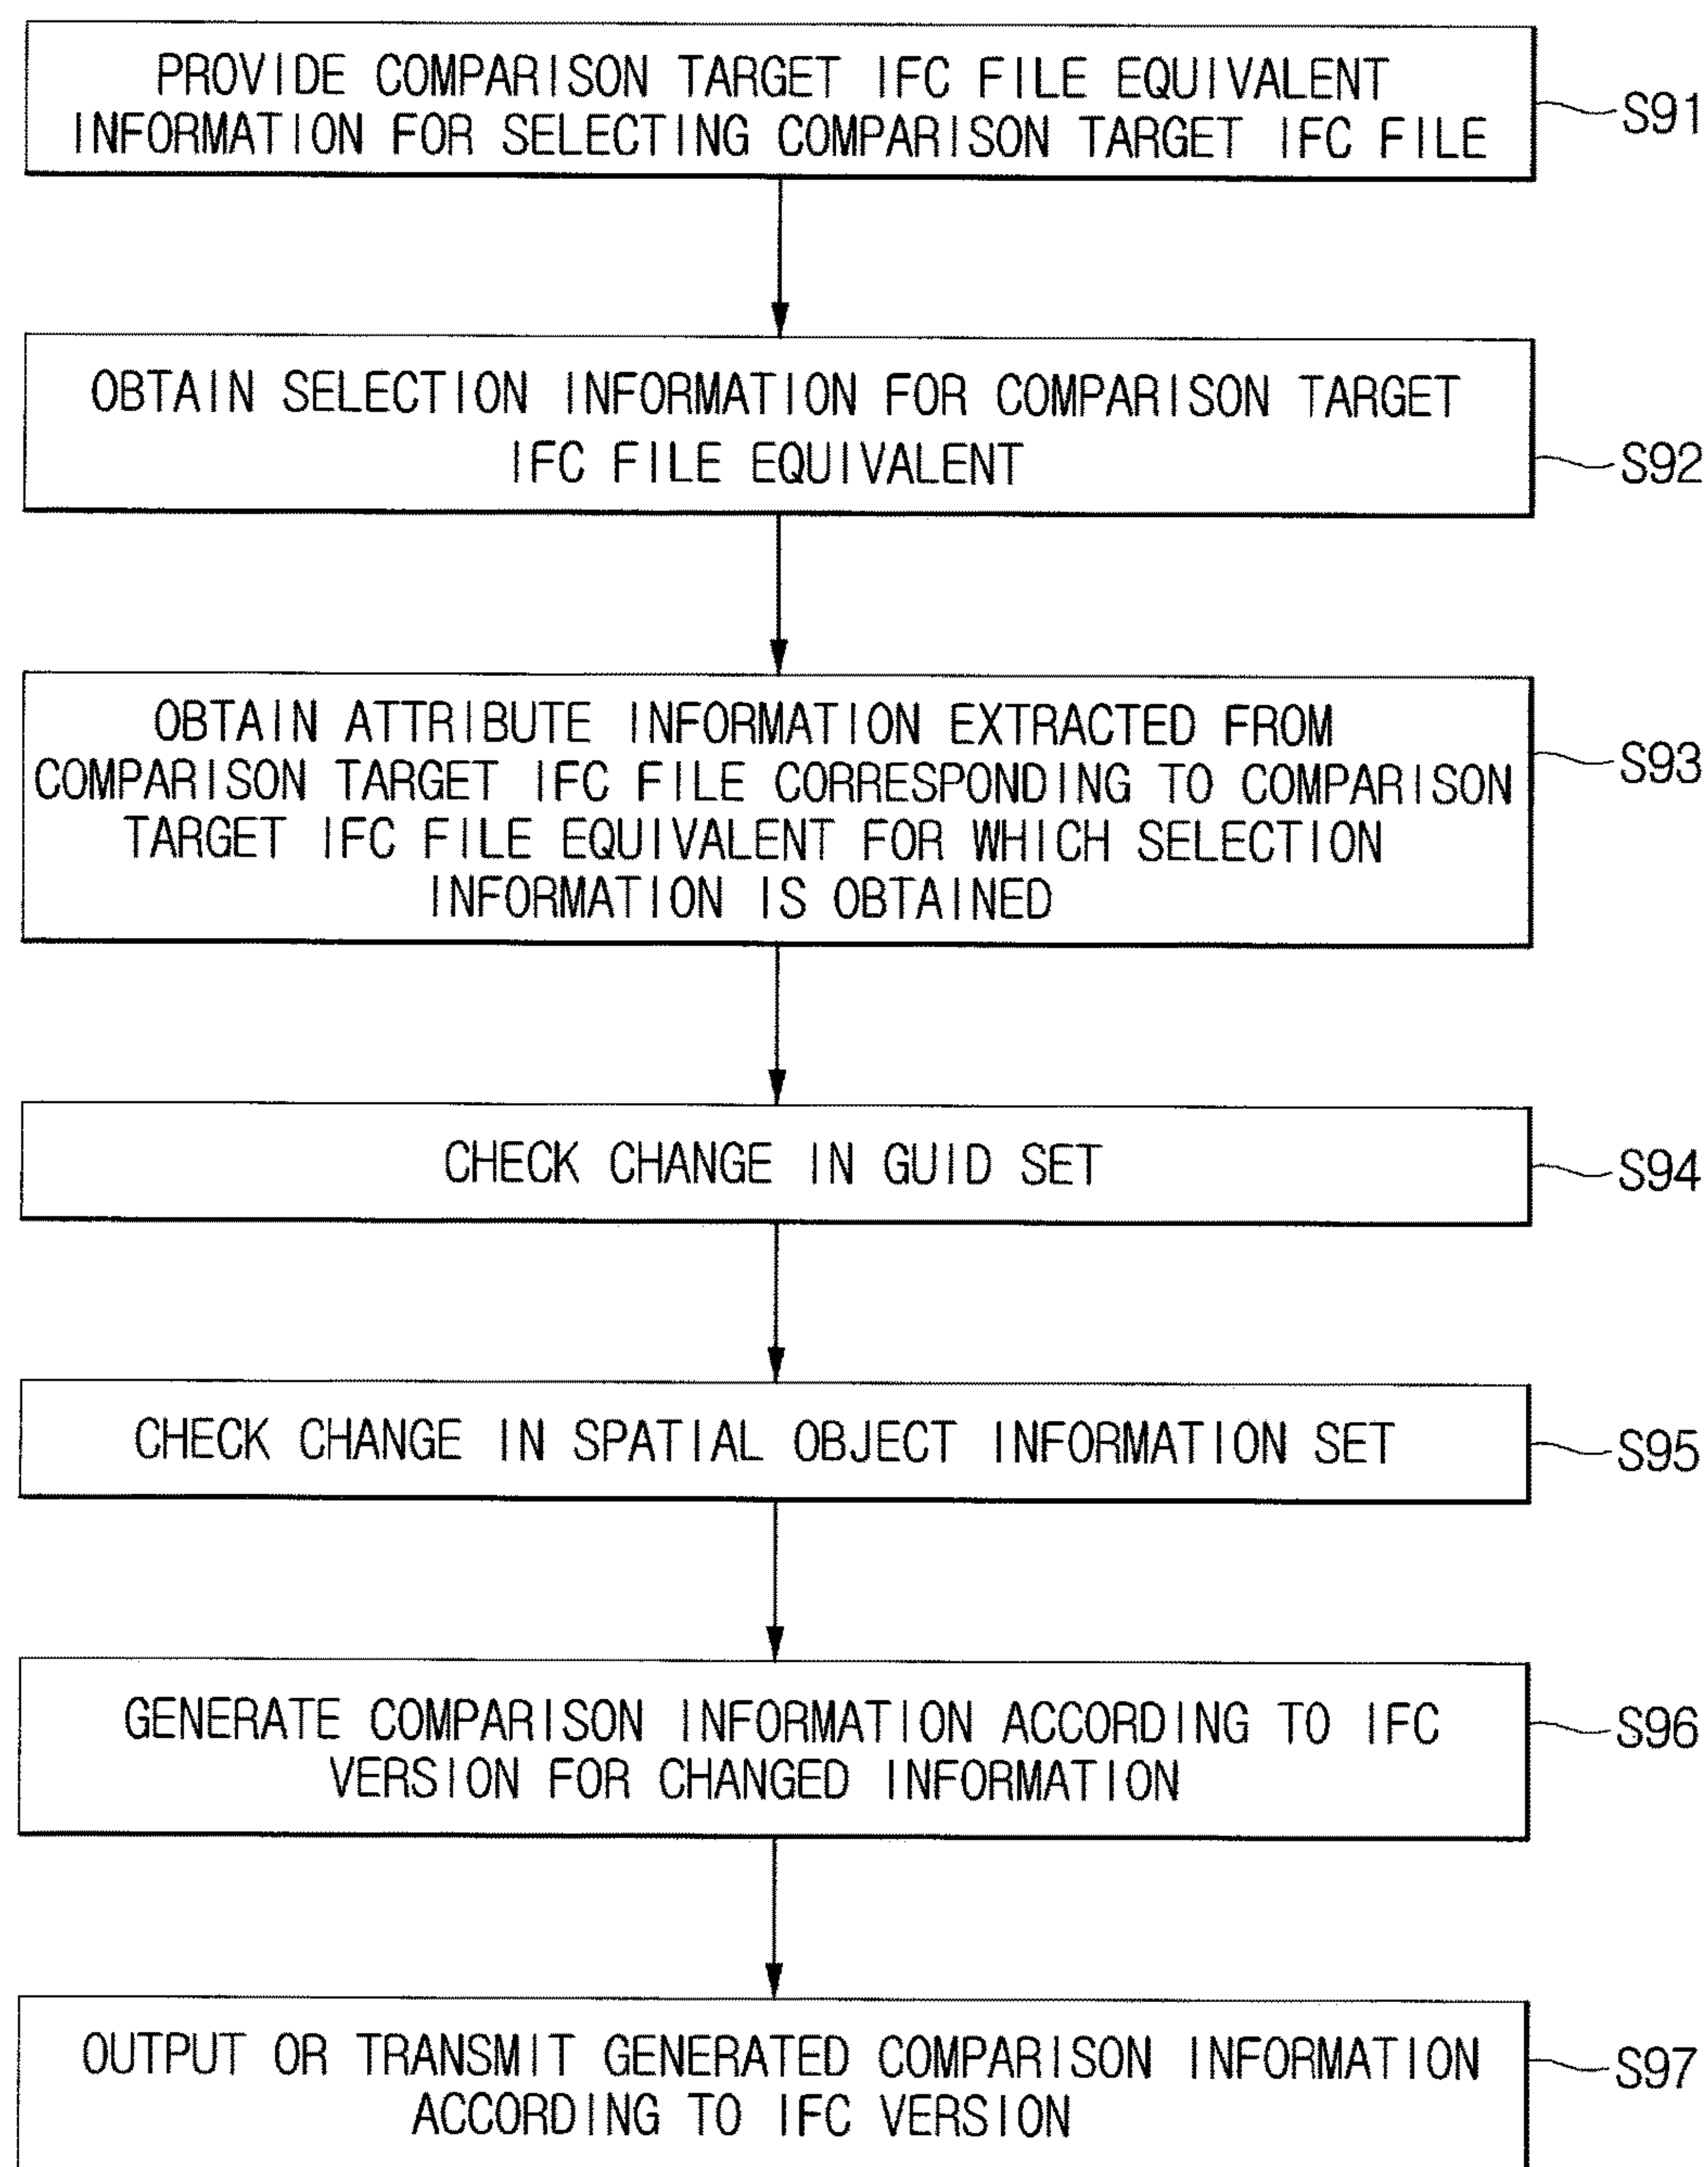 PROVIDE COMPARISON TARGET IFC FILE EQUIVALENT
INFORMATION FOR SELECTING COMPARISON TARGET IFC FILE
S91
OBTAIN SELECTION INFORMATION FOR COMPARISON TARGET
IFC FILE EQUIVALENT
S92
OBTAIN ATTRIBUTE INFORMATION EXTRACTED FROM
COMPARISON TARGET IFC FILE CORRESPONDING TO COMPARISON
TARGET IFC FILE EQUIVALENT FOR WHICH SELECTION
INFORMATION IS OBTAINED
S93
CHECK CHANGE IN GUID SET
S94
CHECK CHANGE IN SPATIAL OBJECT INFORMATION SET
S95
GENERATE COMPARISON INFORMATION ACCORDING TO IFC
VERSION FOR CHANGED INFORMATION
S96
OUTPUT OR TRANSMIT GENERATED COMPARISON INFORMATION
ACCORDING TO IFC VERSION
S97